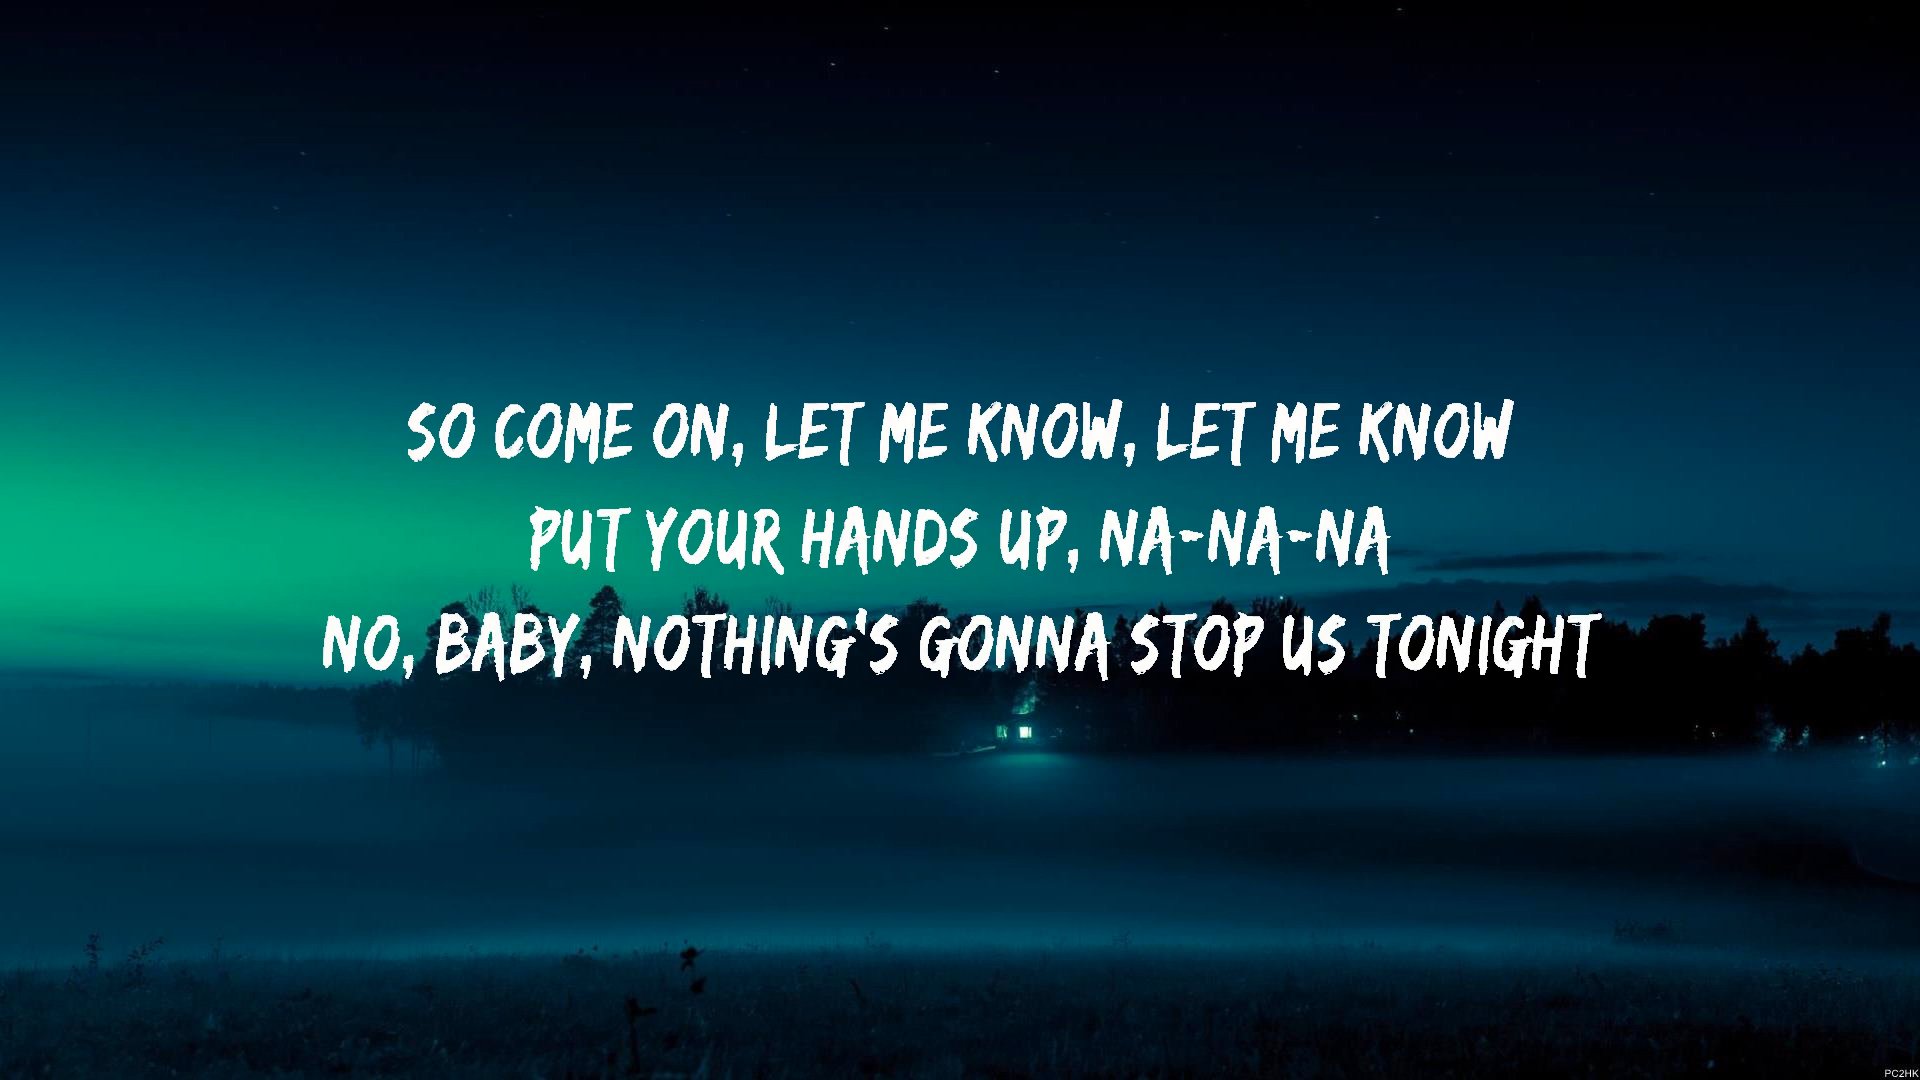 SO COME ON, LET ME KNOW, LET ME KNOW
PUT YOUR HANDS UP, NA-NA-NA
NO, BABY, NOTHING'S GONNA STOP US TONIGHT
PC2HK